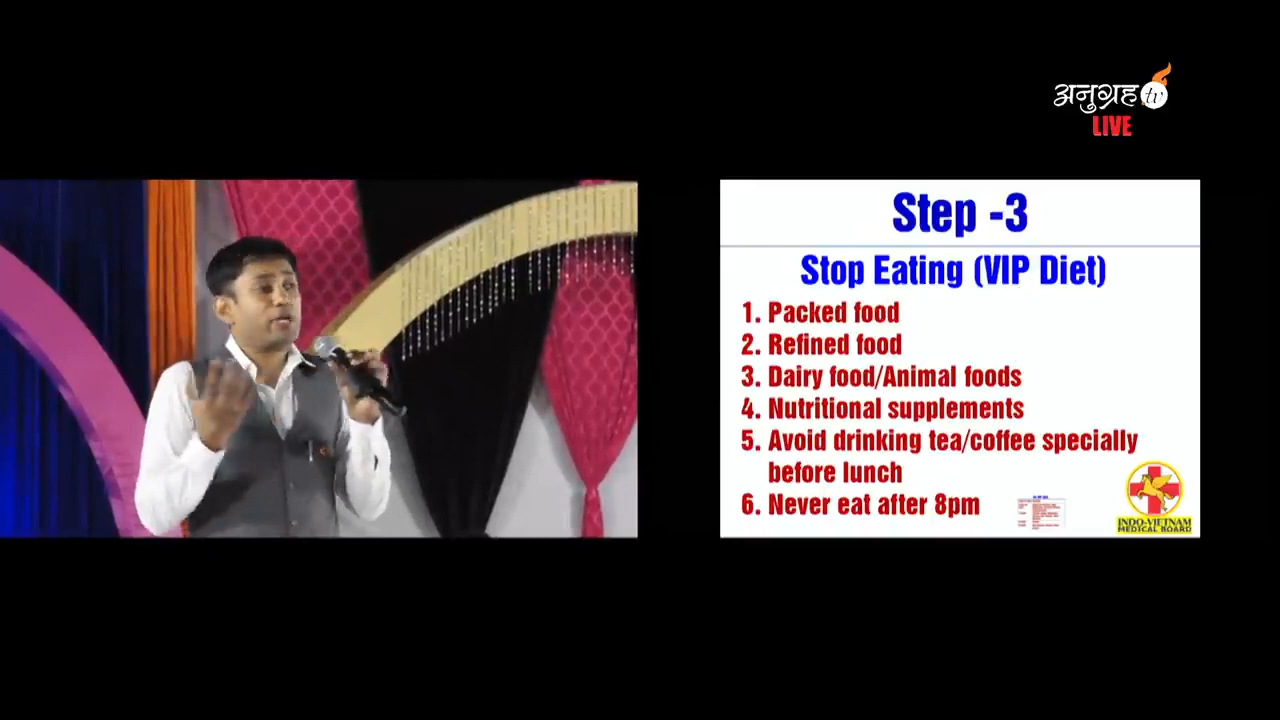 अनुग्रह tv
LIVE
Step -3
Stop Eating (VIP Diet)
1. Packed food
2. Refined food
3. Dairy food/Animal foods
4. Nutritional supplements
5. Avoid drinking tea/coffee specially
before lunch
6. Never eat after 8pm
INDO-VIETNAM
MEDICAL BOARD